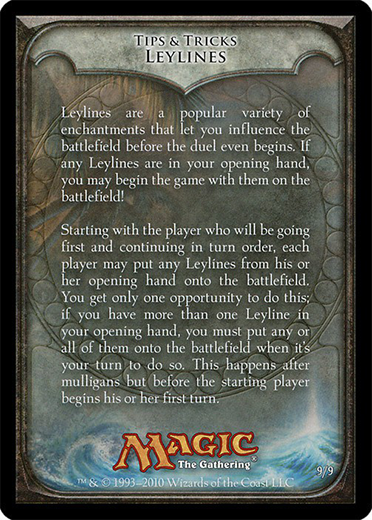 TIPS & TRICKS
LEYLINES
Leylines are a popular variety of
enchantments that let you influence the
battlefield before the duel even begins. If
any Leylines are in your opening hand,
you may begin the game with them on the
battlefield!
Starting with the player who will be going
first and continuing in turn order, each
player may put any Leylines from his or
her opening hand onto the battlefield.
You get only one opportunity to do this;
if you have more than one Leyline in
your opening hand, you must put any or
all of them onto the battlefield when it's
your turn to do so. This happens after
mulligans but before the starting player
begins his or her first turn.
MAGIC
The Gathering®
9/9
™ & © 1993–2010 Wizards of the Coast LLC